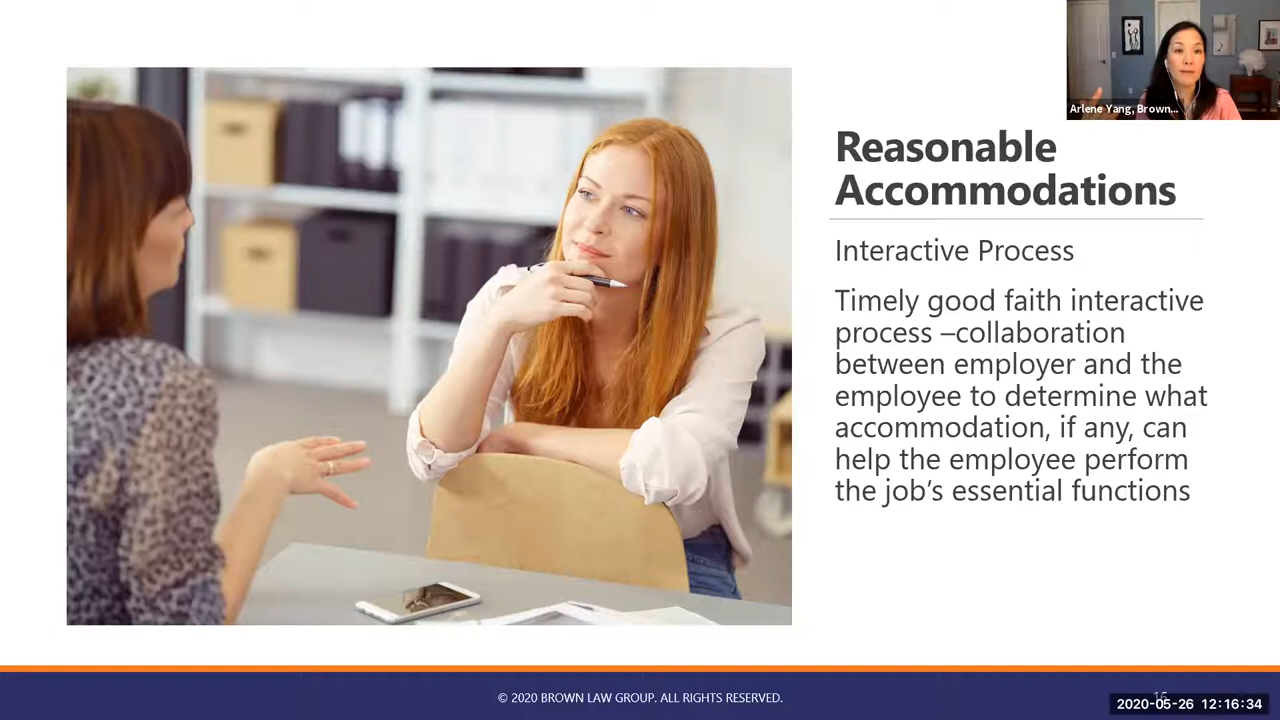 Arlene Yang, Brown...
Reasonable
Accommodations
Interactive Process
Timely good faith interactive
process –collaboration
between employer and the
employee to determine what
accommodation, if any, can
help the employee perform
the job’s essential functions
© 2020 BROWN LAW GROUP. ALL RIGHTS RESERVED.
2020-05-26 12:16:34